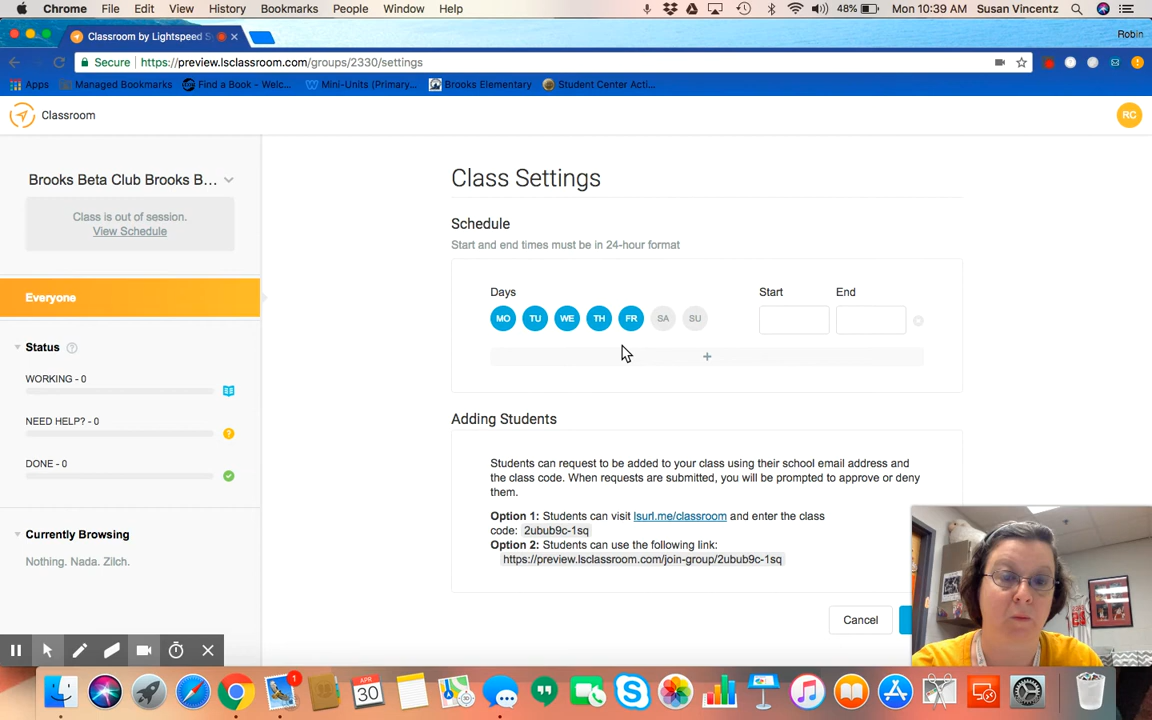 Chrome File Edit View History Bookmarks People Window Help 48% Mon 10:39 AM Susan Vincentz
Classroom by Lightspeed S
Robin
Secure https://preview.lsclassroom.com/groups/2330/settings
Apps Managed Bookmarks Find a Book - Welc... Mini-Units (Primary... Brooks Elementary Student Center Acti...
Classroom
RC
Brooks Beta Club Brooks B...
Class is out of session.
View Schedule
Everyone
Status ?
WORKING - 0
NEED HELP? - 0
?
DONE - 0
Currently Browsing
Nothing. Nada. Zilch.
Class Settings
Schedule
Start and end times must be in 24-hour format
Days Start End
MO TU WE TH FR SA SU
+
Adding Students
Students can request to be added to your class using their school email address and
the class code. When requests are submitted, you will be prompted to approve or deny
them.
Option 1: Students can visit lsurl.me/classroom and enter the class
code: 2ubub9c-1sq
Option 2: Students can use the following link:
https://preview.lsclassroom.com/join-group/2ubub9c-1sq
Cancel
1
APR
30